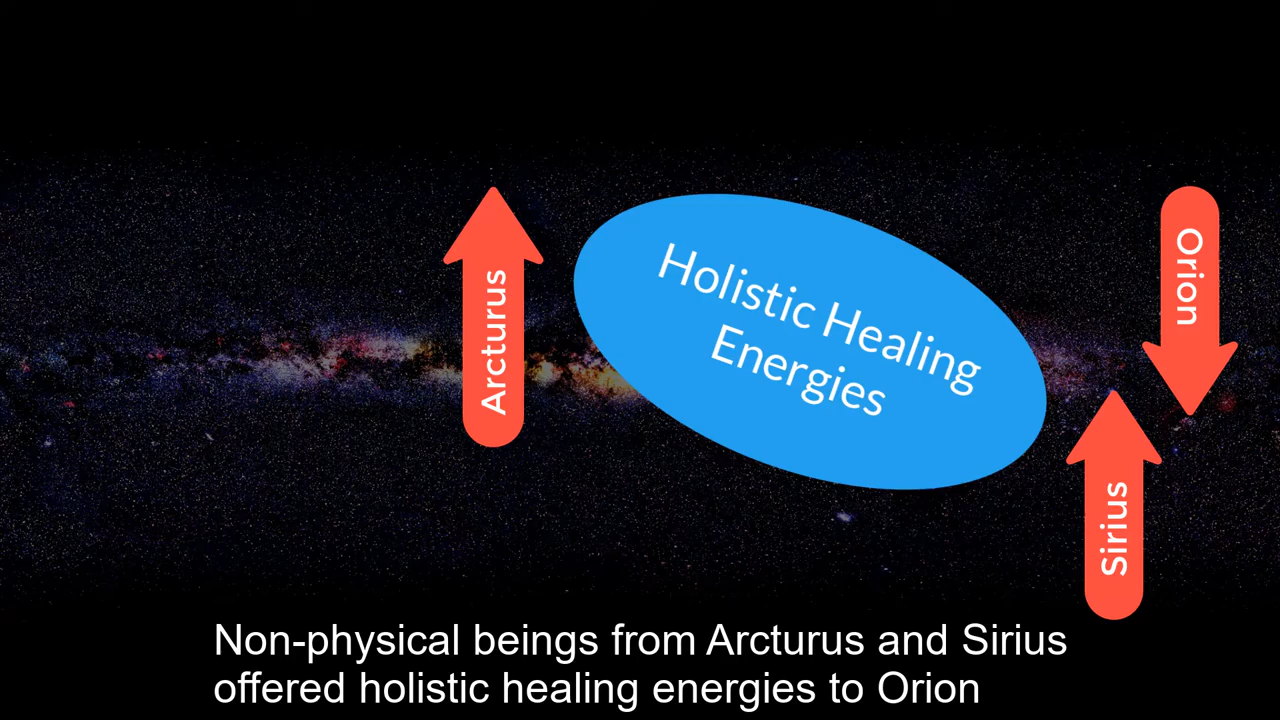 Arcturus
Holistic Healing
Energies
Orion
Sirius
Non-physical beings from Arcturus and Sirius
offered holistic healing energies to Orion